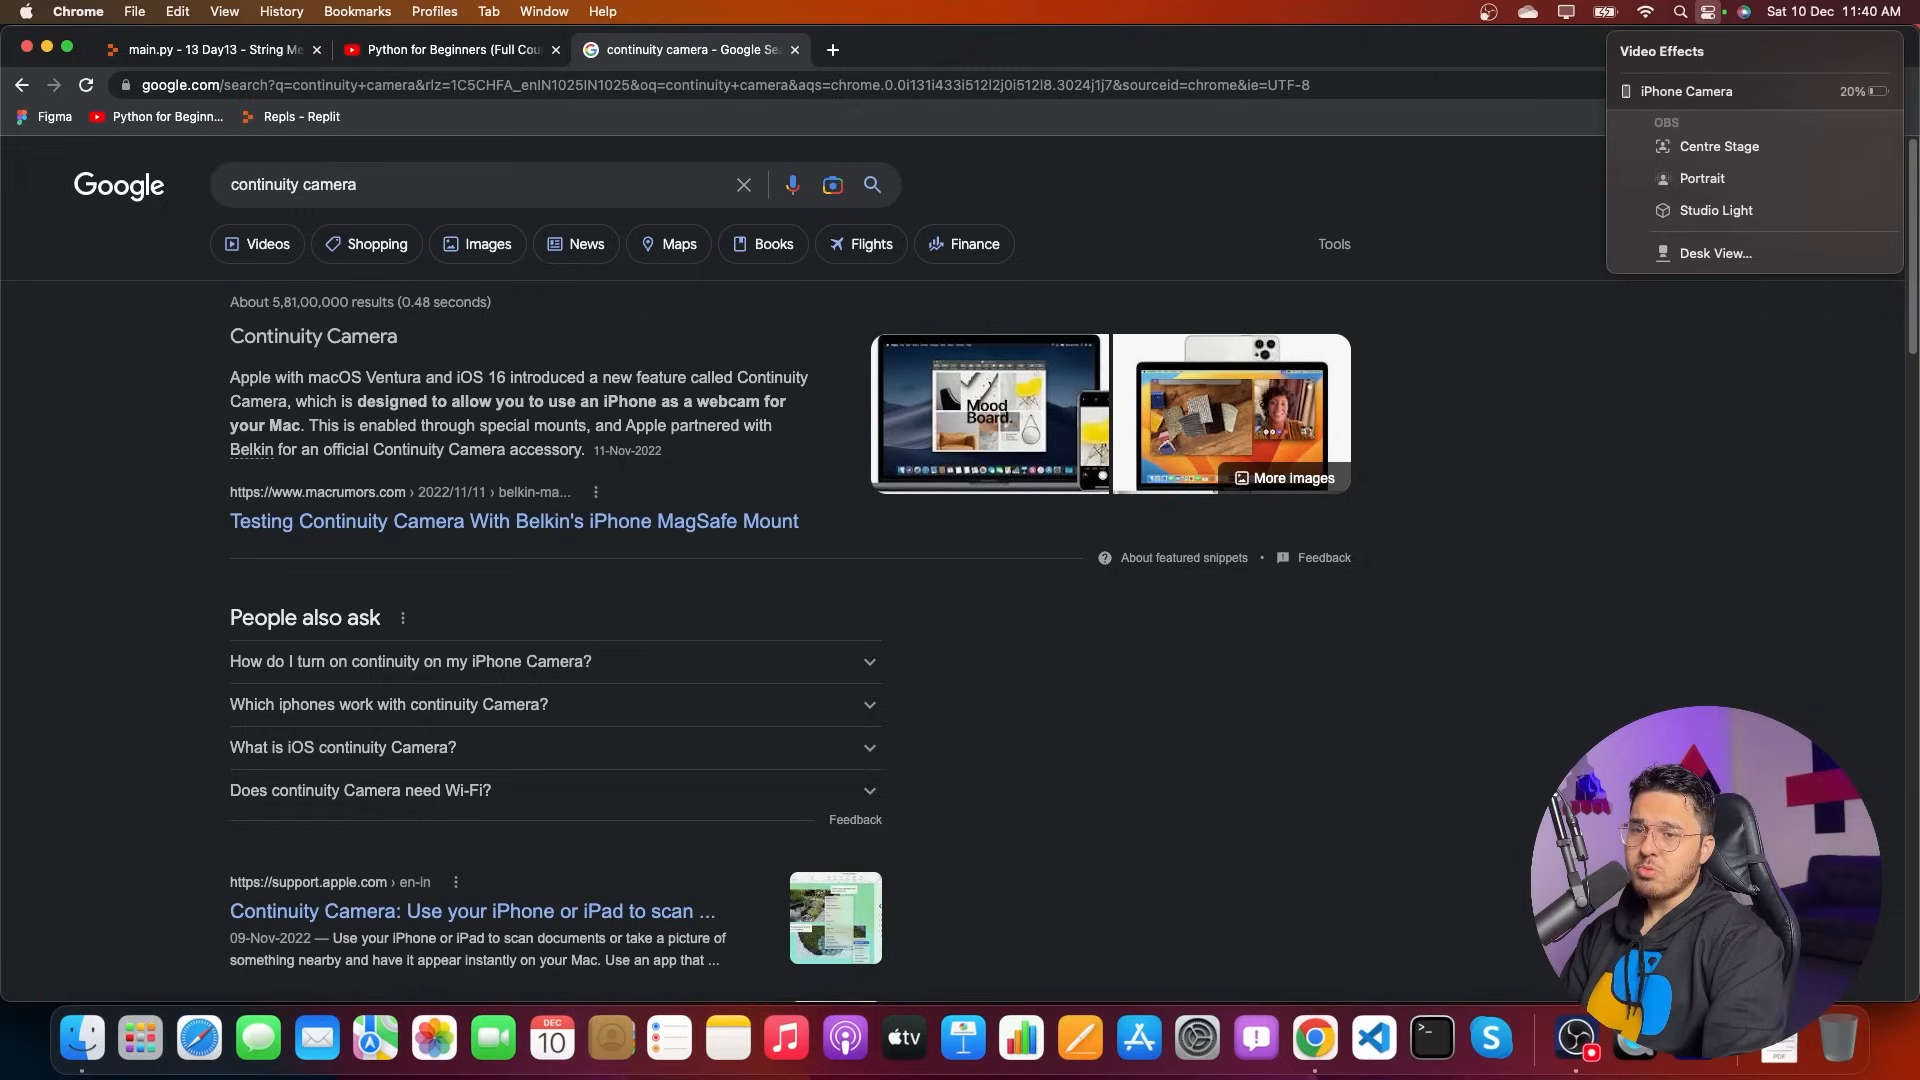 Chrome File Edit View History Bookmarks Profiles Tab Window Help Sat 10 Dec 11:40 AM
main.py - 13 Day13 - String Me
Python for Beginners (Full Cou
continuity camera - Google Se
google.com/search?q=continuity+camera&rlz=1C5CHFA_enIN1025IN1025&oq=continuity+camera&aqs=chrome.0.0i131i433i512l2j0i512l8.3024j1j7&sourceid=chrome&ie=UTF-8
Figma Python for Beginn... Repls - Replit
Video Effects
iPhone Camera 20%
OBS
Centre Stage
Portrait
Studio Light
Desk View...
Google
continuity camera
Videos Shopping Images News Maps Books Flights Finance Tools
About 5,81,00,000 results (0.48 seconds)
Continuity Camera
Apple with macOS Ventura and iOS 16 introduced a new feature called Continuity
Camera, which is designed to allow you to use an iPhone as a webcam for
your Mac. This is enabled through special mounts, and Apple partnered with
Belkin for an official Continuity Camera accessory. 11-Nov-2022
Mood
Board.
More images
https://www.macrumors.com › 2022/11/11 › belkin-ma...
Testing Continuity Camera With Belkin's iPhone MagSafe Mount
About featured snippets • Feedback
People also ask
How do I turn on continuity on my iPhone Camera?
Which iphones work with continuity Camera?
What is iOS continuity Camera?
Does continuity Camera need Wi-Fi?
Feedback
https://support.apple.com › en-in
Continuity Camera: Use your iPhone or iPad to scan ...
09-Nov-2022 — Use your iPhone or iPad to scan documents or take a picture of
something nearby and have it appear instantly on your Mac. Use an app that ...
DEC
10
tv
PDF